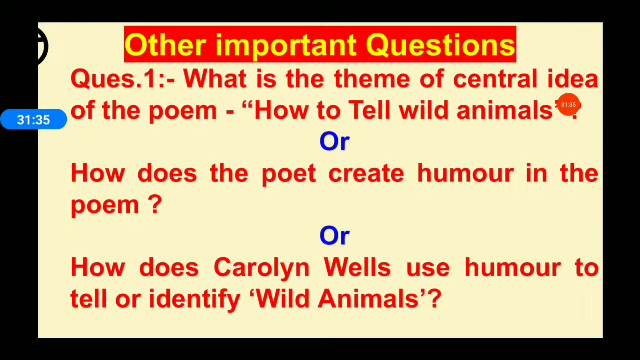 Other important Questions
Ques.1:- What is the theme of central idea
of the poem - “How to Tell wild animals’ ?
31:35
31:35
Or
How does the poet create humour in the
poem ?
Or
How does Carolyn Wells use humour to
tell or identify ‘Wild Animals’?